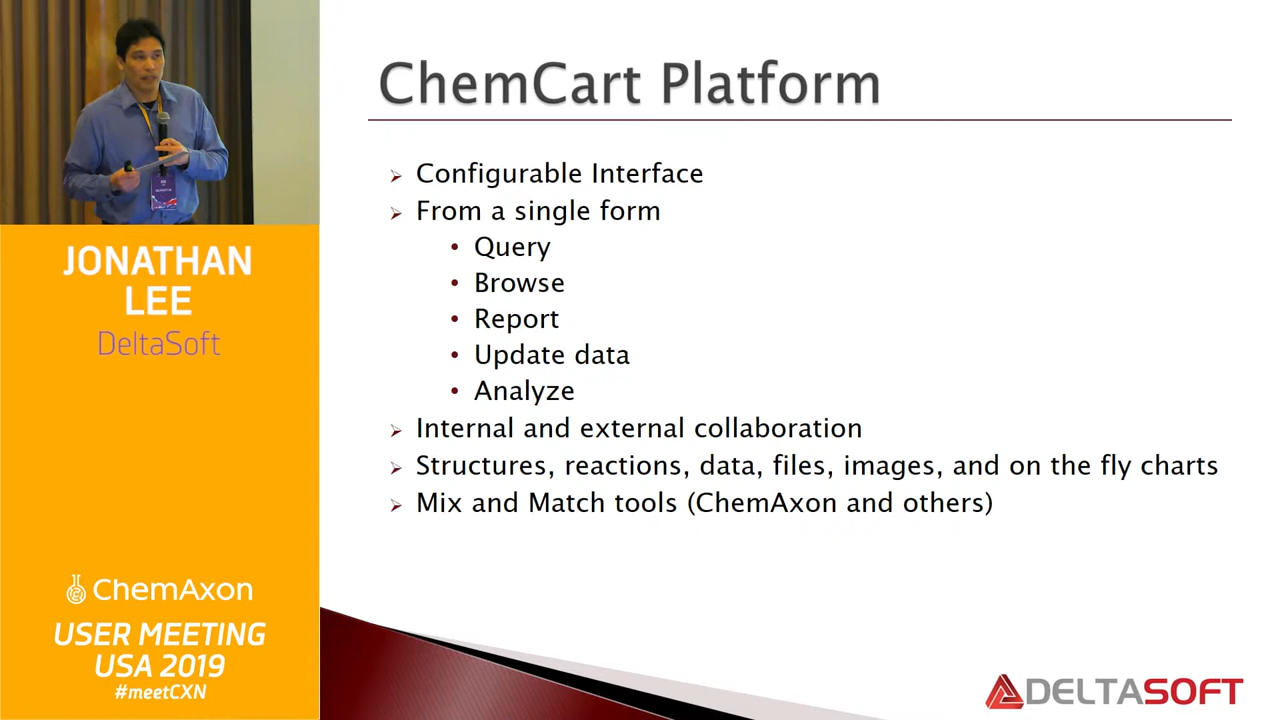 ChemCart Platform
Configurable Interface
From a single form
Query
Browse
Report
Update data
Analyze
Internal and external collaboration
Structures, reactions, data, files, images, and on the fly charts
Mix and Match tools (ChemAxon and others)
JONATHAN
LEE
DeltaSoft
ChemAxon
USER MEETING
USA 2019
#meetCXN
DELTASOFT